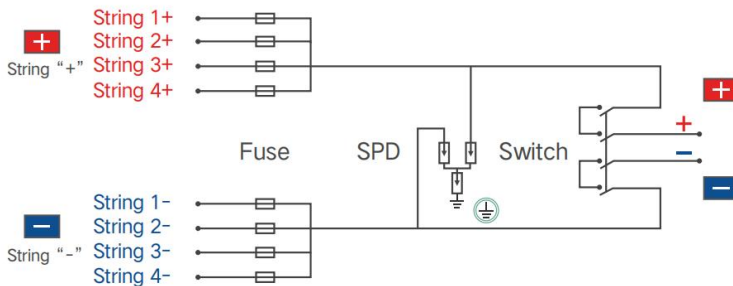 String 1+
String 2+
String 3+
String 4+
+
String “+”
+
+
−
−
Fuse
SPD
Switch
String 1-
String 2-
String 3-
String 4-
−
String “-”